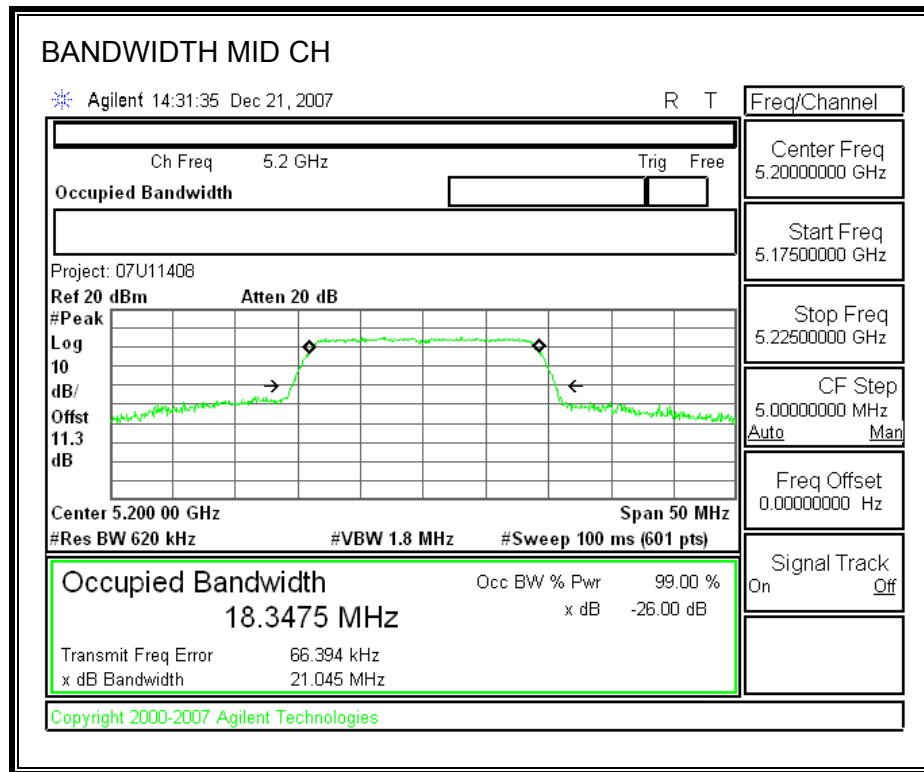 BANDWIDTH MID CH
Agilent 14:31:35 Dec 21, 2007 R T
Ch Freq 5.2 GHz Trig Free
Occupied Bandwidth
Project: 07U11408
Ref 20 dBm Atten 20 dB
#Peak
Log
10
dB/
Offst
11.3
dB
Center 5.200 00 GHz Span 50 MHz
#Res BW 620 kHz #VBW 1.8 MHz #Sweep 100 ms (601 pts)
Occupied Bandwidth Occ BW % Pwr 99.00 %
18.3475 MHz x dB -26.00 dB
Transmit Freq Error 66.394 kHz
x dB Bandwidth 21.045 MHz
Copyright 2000-2007 Agilent Technologies
Freq/Channel
Center Freq
5.20000000 GHz
Start Freq
5.17500000 GHz
Stop Freq
5.22500000 GHz
CF Step
5.00000000 MHz
Auto Man
Freq Offset
0.00000000 Hz
Signal Track
On Off